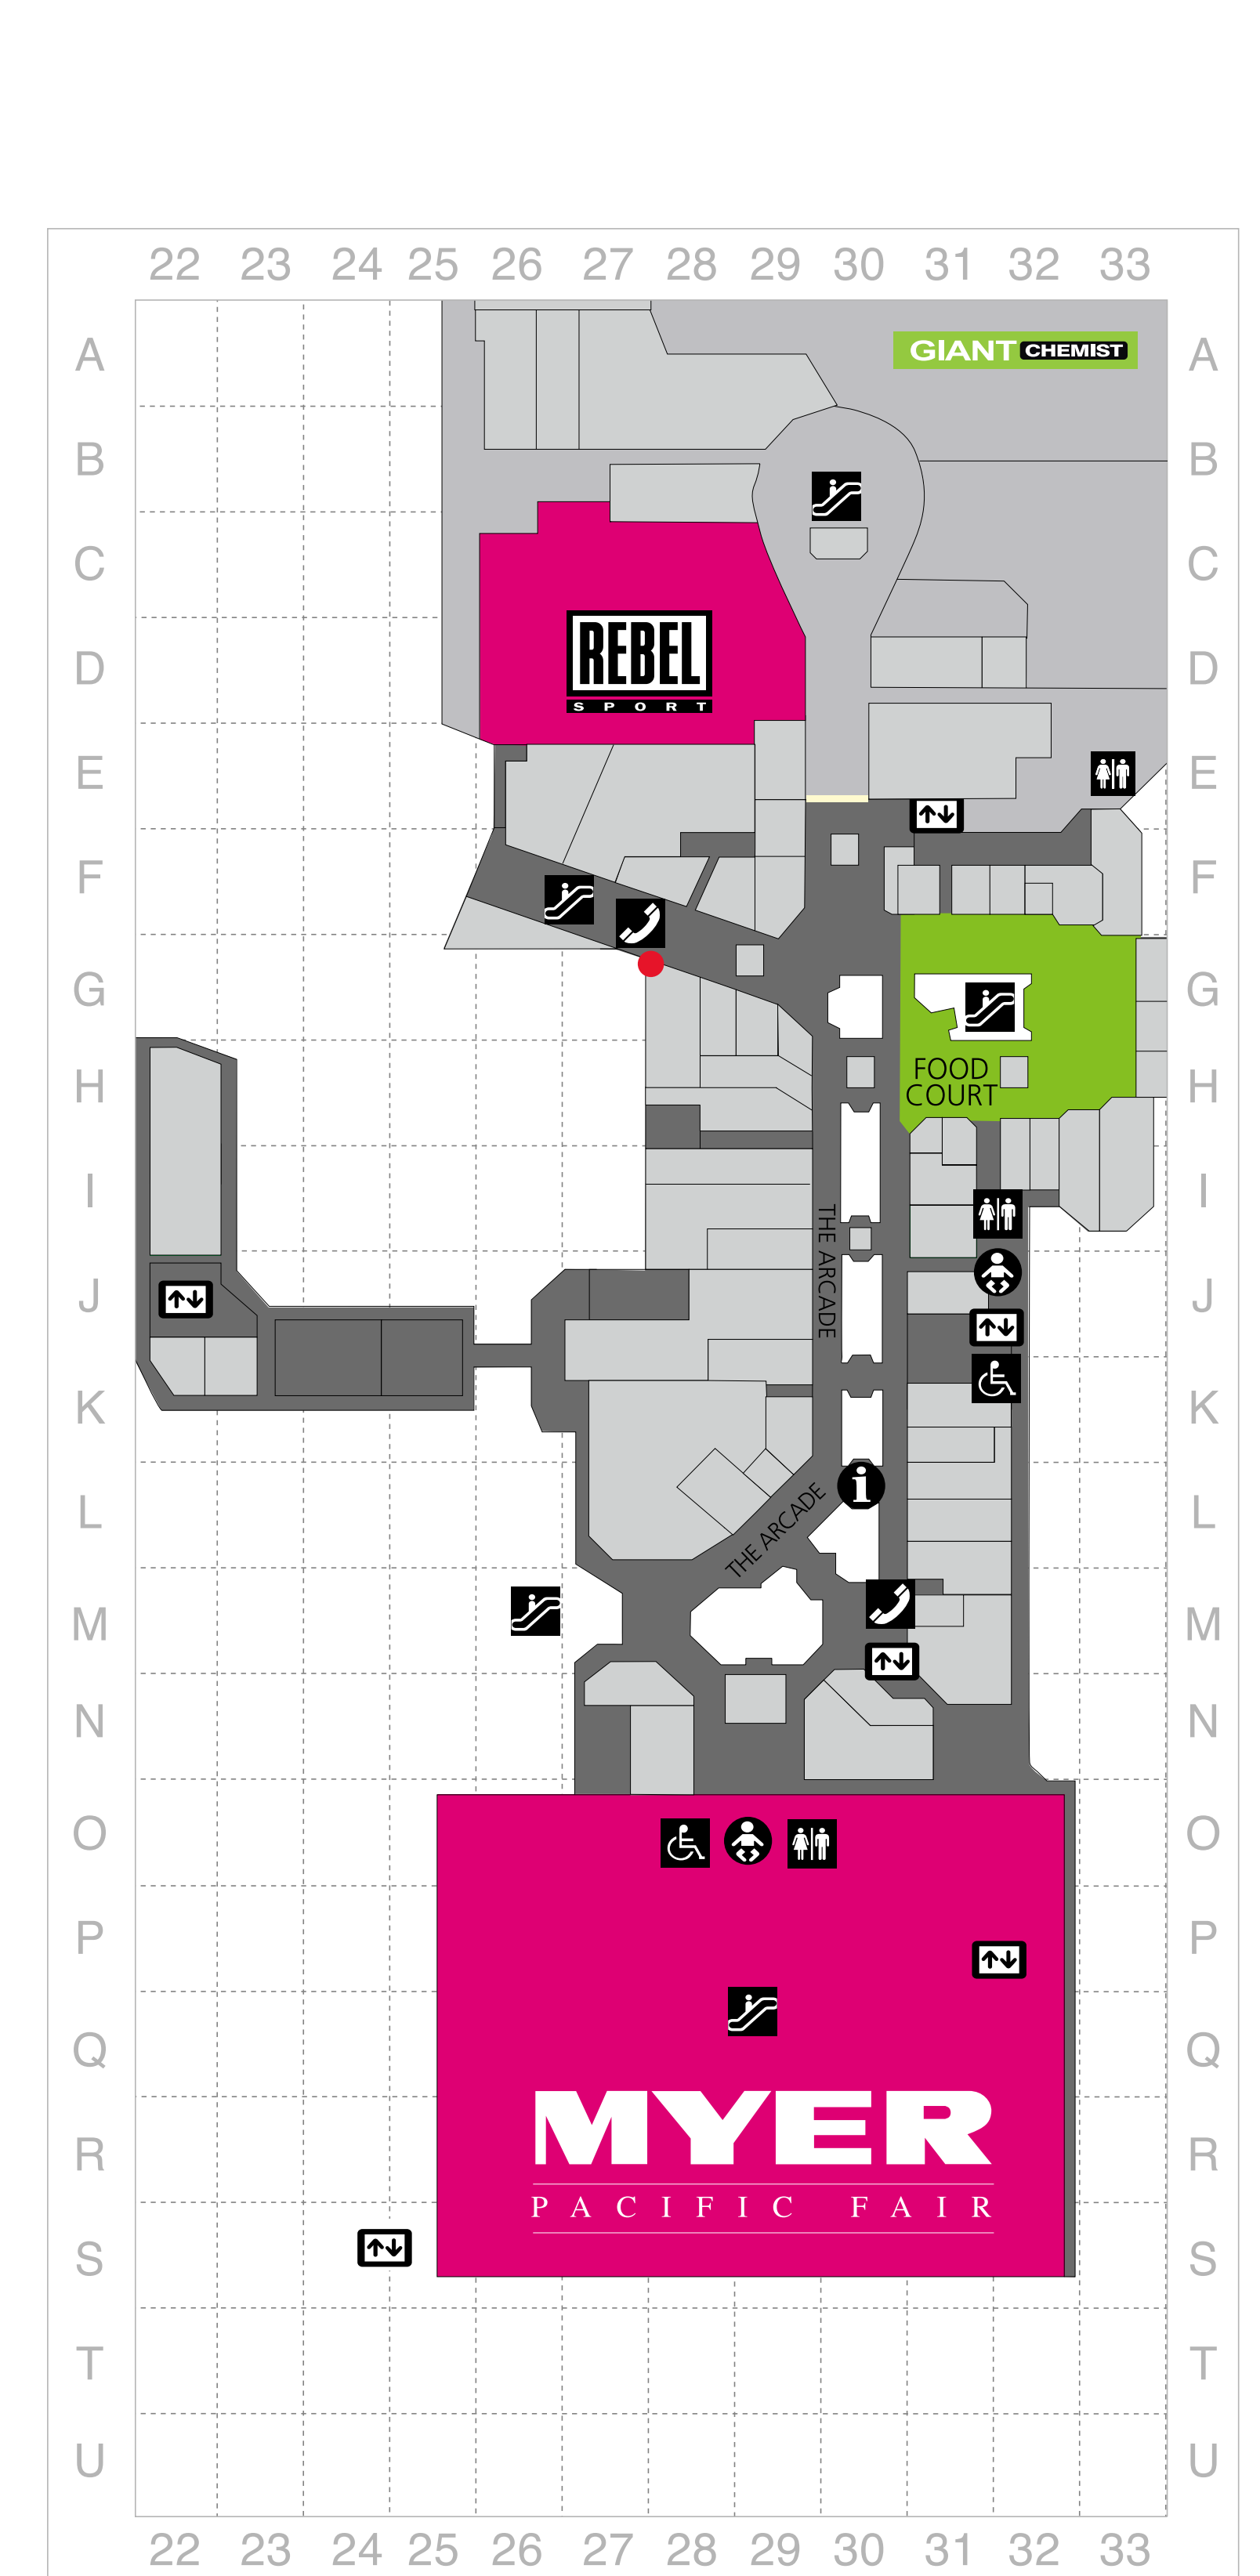 22 23 24 25 26 27 28 29 30 31 32 33
A A
GIANT CHEMIST
B B
C C
REBEL
SPORT
D D
E E
F F
G G
FOOD
COURT
H H
I I
THE ARCADE
J J
K K
i
THE ARCADE
L L
M M
N N
O O
P P
Q Q
MYER
R R
PACIFIC FAIR
S S
T T
U U
22 23 24 25 26 27 28 29 30 31 32 33